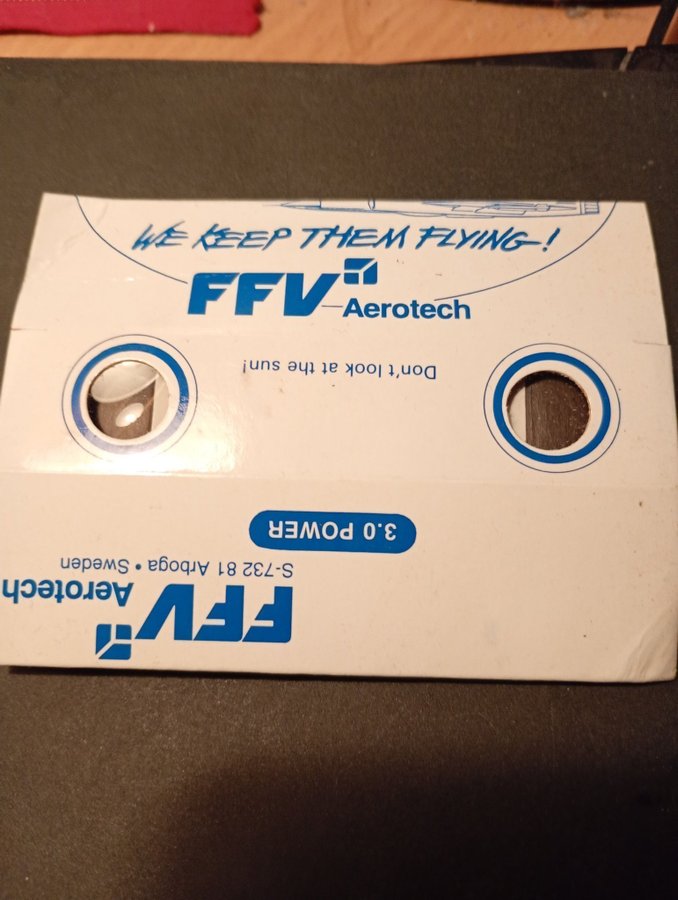 WE KEEP THEM FLYING!
FFV Aerotech
Don't look at the sun!
3.0 POWER
S-732 81 Arboga • Sweden
FFV Aerotech